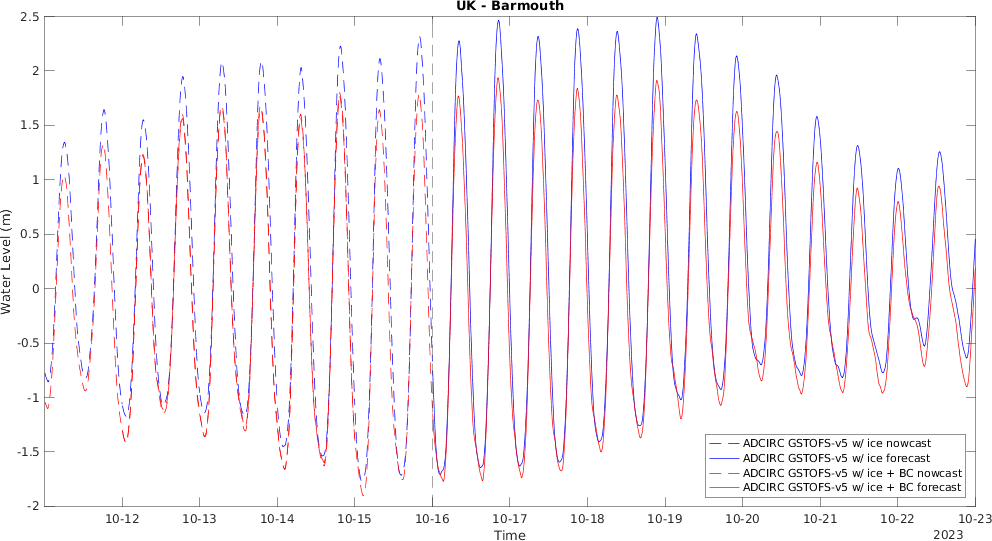 UK - Barmouth
2.5
2
1.5
1
0.5
0
-0.5
-1
-1.5
-2
Water Level (m)
10-12 10-13 10-14 10-15 10-16 10-17 10-18 10-19 10-20 10-21 10-22 10-23
Time
2023
ADCIRC GSTOFS-v5 w/ ice nowcast
ADCIRC GSTOFS-v5 w/ ice forecast
ADCIRC GSTOFS-v5 w/ ice + BC nowcast
ADCIRC GSTOFS-v5 w/ ice + BC forecast